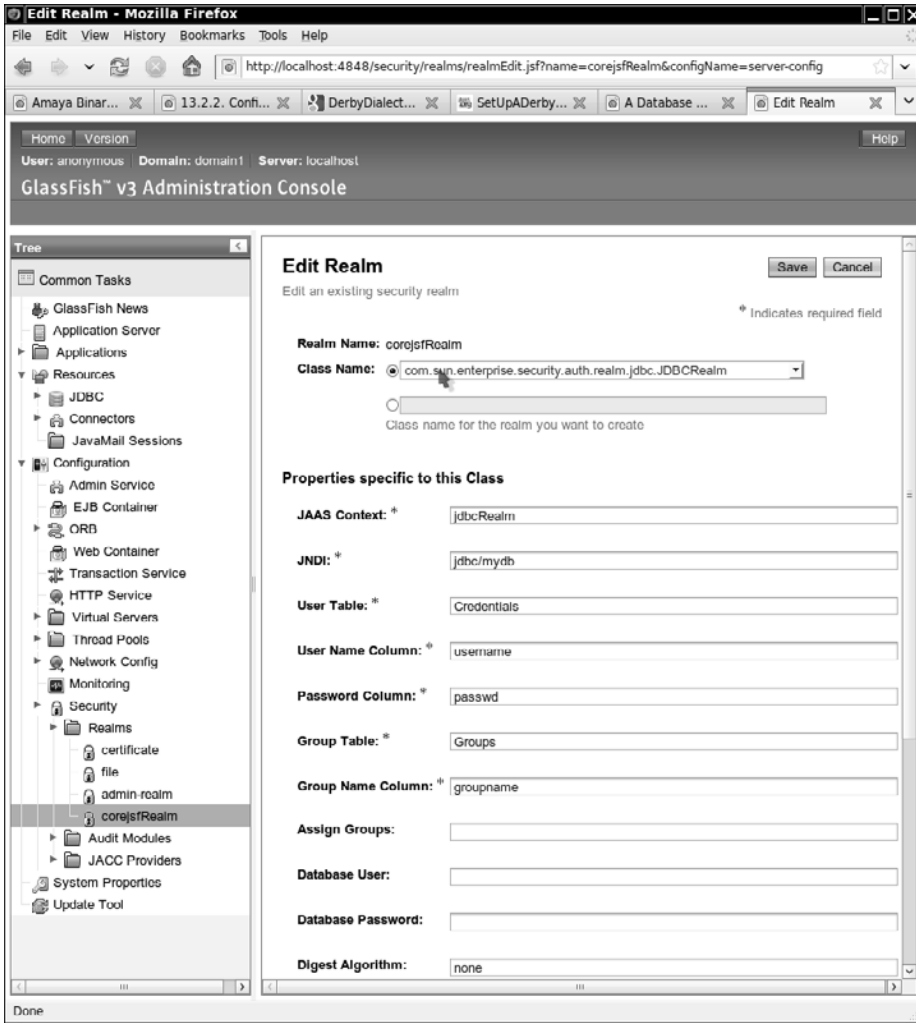 Edit Realm - Mozilla Firefox
File Edit View History Bookmarks Tools Help
http://localhost:4848/security/realms/realmEdit.jsf?name=corejsfRealm&configName=server-config
Amaya Binar... 13.2.2. Confi... DerbyDialect... SetUpADerby... A Database ... Edit Realm
Home Version Help
User: anonymous Domain: domain1 Server: localhost
GlassFish™ v3 Administration Console
Tree
Common Tasks
GlassFish News
Application Server
Applications
Resources
JDBC
Connectors
JavaMail Sessions
Configuration
Admin Service
EJB Container
ORB
Web Container
Transaction Service
HTTP Service
Virtual Servers
Thread Pools
Network Config
Monitoring
Security
Realms
certificate
file
admin-realm
corejsfRealm
Audit Modules
JACC Providers
System Properties
Update Tool
Edit Realm
Save Cancel
Edit an existing security realm
* Indicates required field
Realm Name: corejsfRealm
Class Name: com.sun.enterprise.security.auth.realm.jdbc.JDBCRealm
Class name for the realm you want to create
Properties specific to this Class
JAAS Context: * jdbcRealm
JNDI: * jdbc/mydb
User Table: * Credentials
User Name Column: * username
Password Column: * passwd
Group Table: * Groups
Group Name Column: * groupname
Assign Groups:
Database User:
Database Password:
Digest Algorithm: none
Done